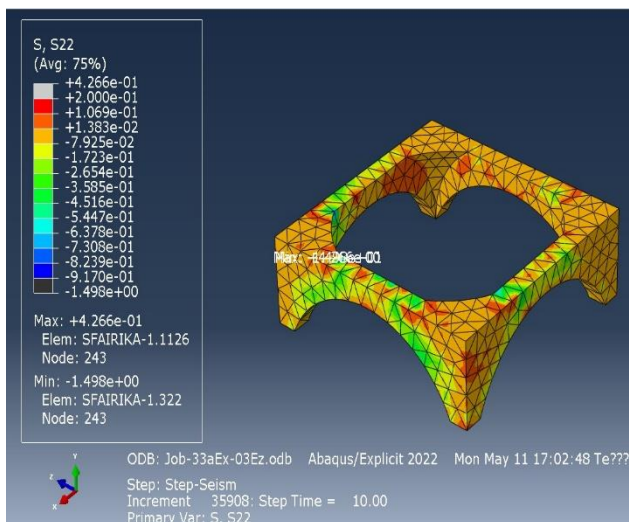 S, S22
(Avg: 75%)
+4.266e-01
+2.000e-01
+1.069e-01
+1.383e-02
-7.925e-02
-1.723e-01
-2.654e-01
-3.585e-01
-4.516e-01
-5.447e-01
-6.378e-01
-7.308e-01
-8.239e-01
-9.170e-01
-1.498e+00
Max: +4.266e-01
Elem: SFAIRIKA-1.1126
Node: 243
Min: -1.498e+00
Elem: SFAIRIKA-1.322
Node: 243
Y
Z
X
ODB: Job-33aEx-03Ez.odb Abaqus/Explicit 2022 Mon May 11 17:02:48 Te???
Step: Step-Seism
Increment 35908: Step Time = 10.00
Primary Var: S, S22